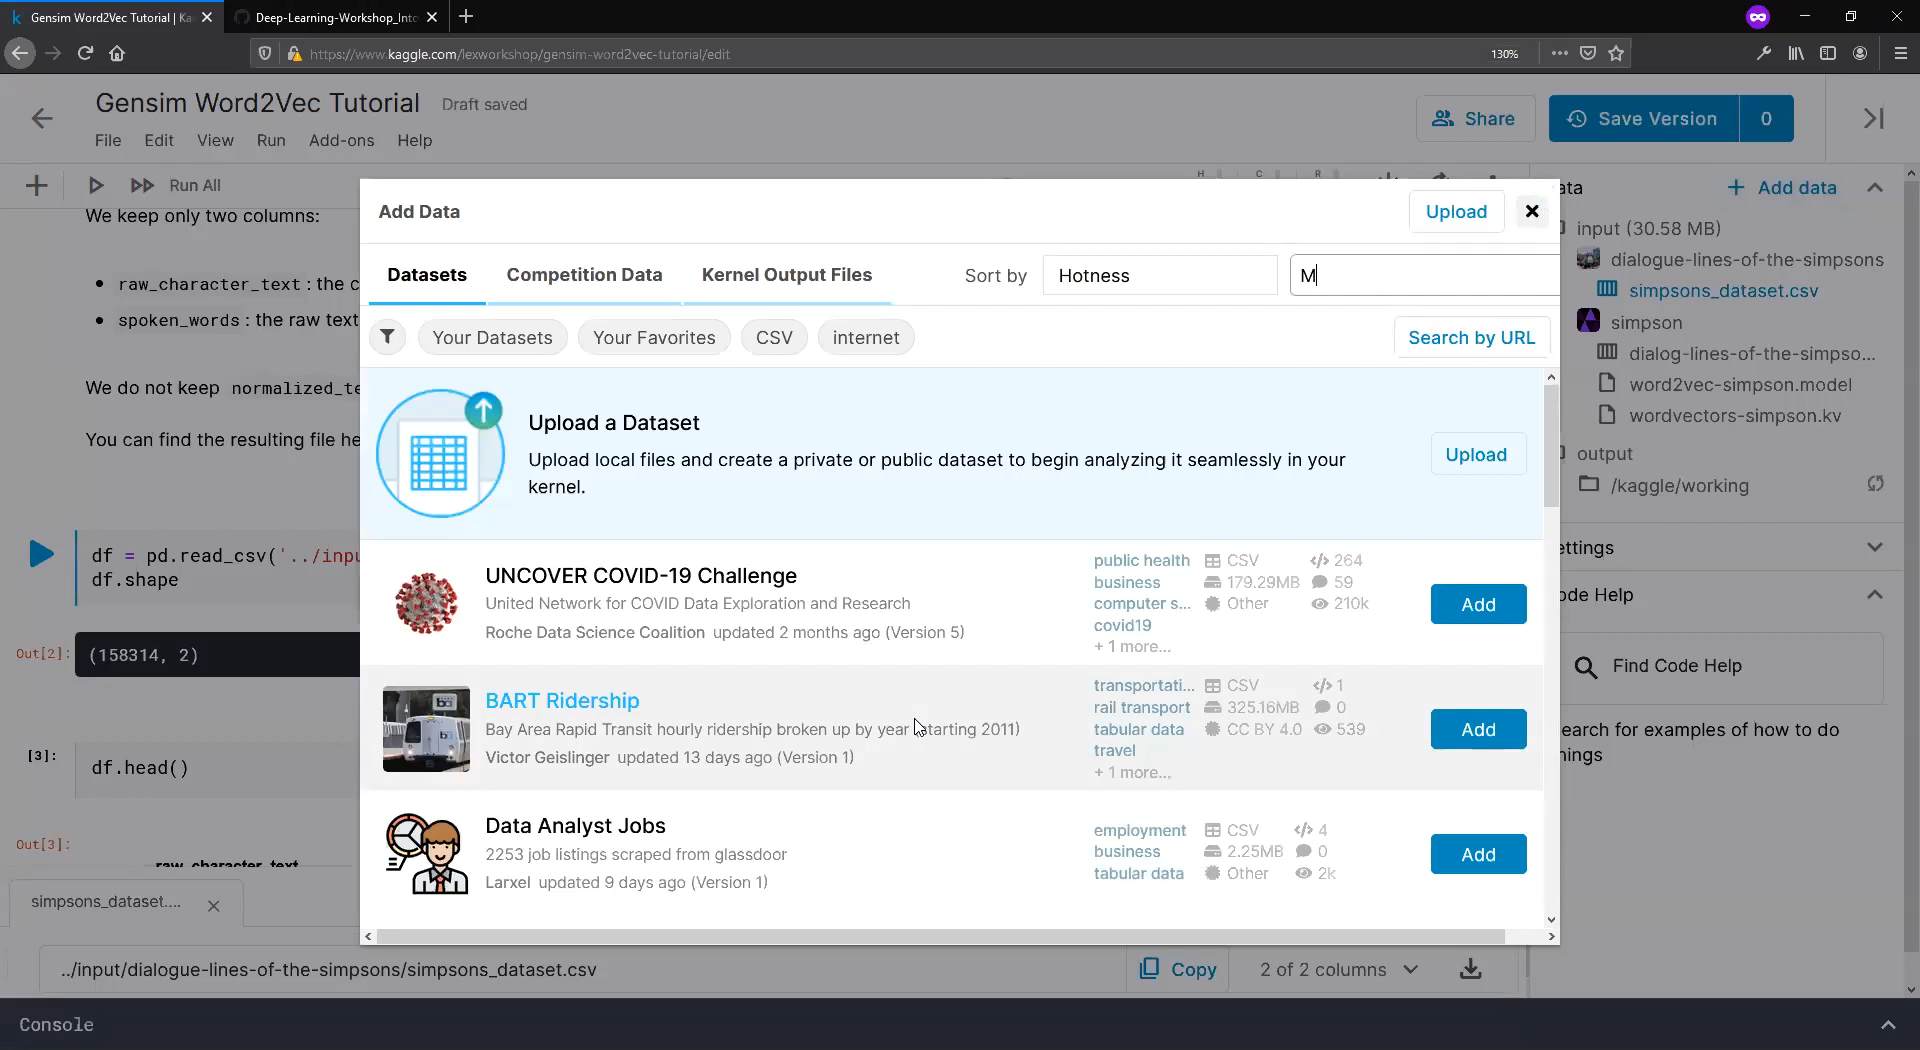 Gensim Word2Vec Tutorial | Ka
Deep-Learning-Workshop_Into
https://www.kaggle.com/lexworkshop/gensim-word2vec-tutorial/edit
130%
Gensim Word2Vec Tutorial
Draft saved
File Edit View Run Add-ons Help
Share
Save Version
0
Run All
H C R
We keep only two columns:
raw_character_text : the c
spoken_words : the raw text
We do not keep normalized_te
You can find the resulting file he
df = pd.read_csv('../inpu
df.shape
Out[2]:
(158314, 2)
[3]:
df.head()
Out[3]:
raw_character_text
simpsons_dataset....
../input/dialogue-lines-of-the-simpsons/simpsons_dataset.csv
Copy
2 of 2 columns
Console
Add Data
Upload
Datasets
Competition Data
Kernel Output Files
Sort by
Hotness
M
Your Datasets
Your Favorites
CSV
internet
Search by URL
Upload a Dataset
Upload local files and create a private or public dataset to begin analyzing it seamlessly in your
kernel.
Upload
UNCOVER COVID-19 Challenge
United Network for COVID Data Exploration and Research
Roche Data Science Coalition updated 2 months ago (Version 5)
public health CSV 264
business 179.29MB 59
computer s... Other 210k
covid19
+ 1 more...
Add
BART Ridership
Bay Area Rapid Transit hourly ridership broken up by year starting 2011)
Victor Geislinger updated 13 days ago (Version 1)
transportati... CSV 1
rail transport 325.16MB 0
tabular data CC BY 4.0 539
travel
+ 1 more...
Add
Data Analyst Jobs
2253 job listings scraped from glassdoor
Larxel updated 9 days ago (Version 1)
employment CSV 4
business 2.25MB 0
tabular data Other 2k
Add
ata
Add data
input (30.58 MB)
dialogue-lines-of-the-simpsons
simpsons_dataset.csv
simpson
dialog-lines-of-the-simpso...
word2vec-simpson.model
wordvectors-simpson.kv
output
/kaggle/working
ettings
ode Help
Find Code Help
earch for examples of how to do
nings